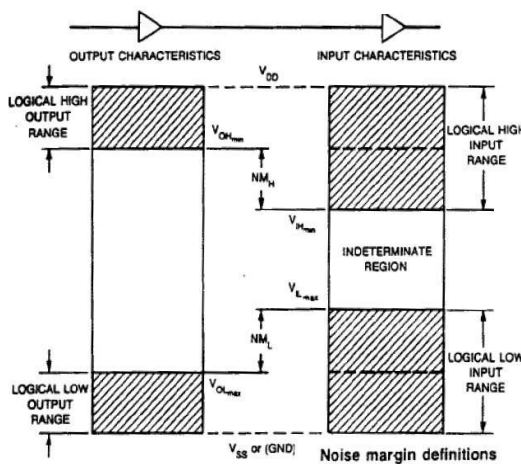 OUTPUT CHARACTERISTICS
INPUT CHARACTERISTICS
V_DD
LOGICAL HIGH
OUTPUT
RANGE
V_OHmin
NM_H
LOGICAL HIGH
INPUT
RANGE
V_IHmin
INDETERMINATE
REGION
V_ILmax
NM_L
LOGICAL LOW
OUTPUT
RANGE
V_OLmax
LOGICAL LOW
INPUT
RANGE
V_SS or (GND)
Noise margin definitions